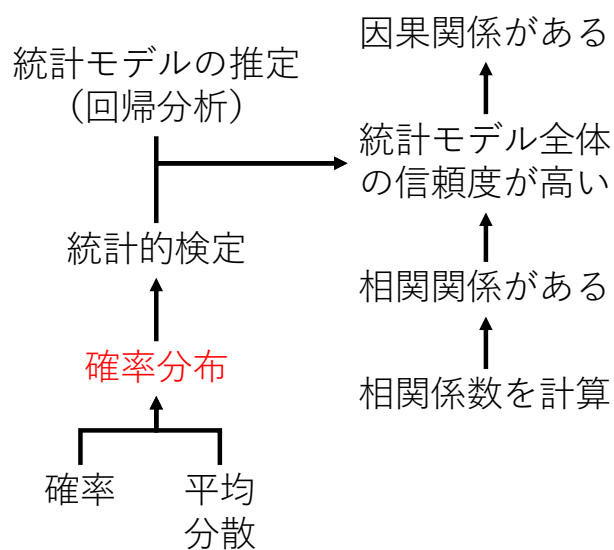 統計モデルの推定
（回帰分析）
統計的検定
確率分布
確率
平均
分散
因果関係がある
統計モデル全体
の信頼度が高い
相関関係がある
相関係数を計算